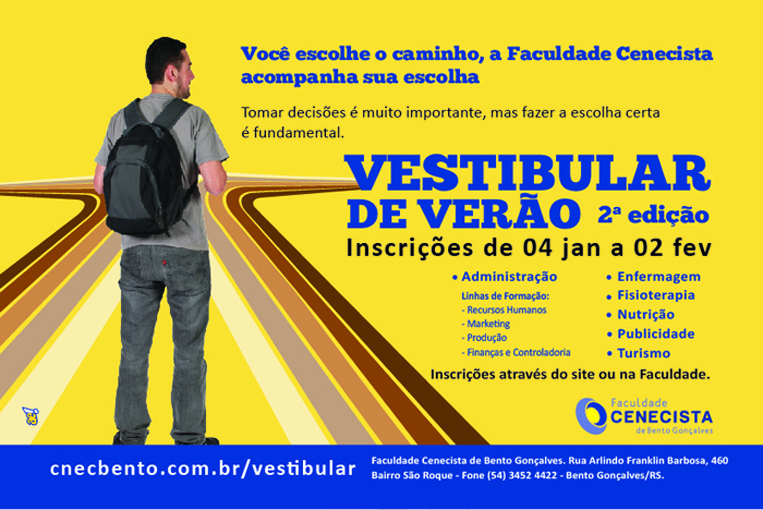 Você escolhe o caminho, a Faculdade Cenecista
acompanha sua escolha
Tomar decisões é muito importante, mas fazer a escolha certa
é fundamental.
VESTIBULAR
DE VERÃO 2ª edição
Inscrições de 04 jan a 02 fev
• Administração
Linhas de Formação:
- Recursos Humanos
- Marketing
- Produção
- Finanças e Controladoria
• Enfermagem
• Fisioterapia
• Nutrição
• Publicidade
• Turismo
Inscrições através do site ou na Faculdade.
Faculdade
CENECISTA
de Bento Gonçalves
cnecbento.com.br/vestibular
Faculdade Cenecista de Bento Gonçalves. Rua Arlindo Franklin Barbosa, 460
Bairro São Roque - Fone (54) 3452 4422 - Bento Gonçalves/RS.